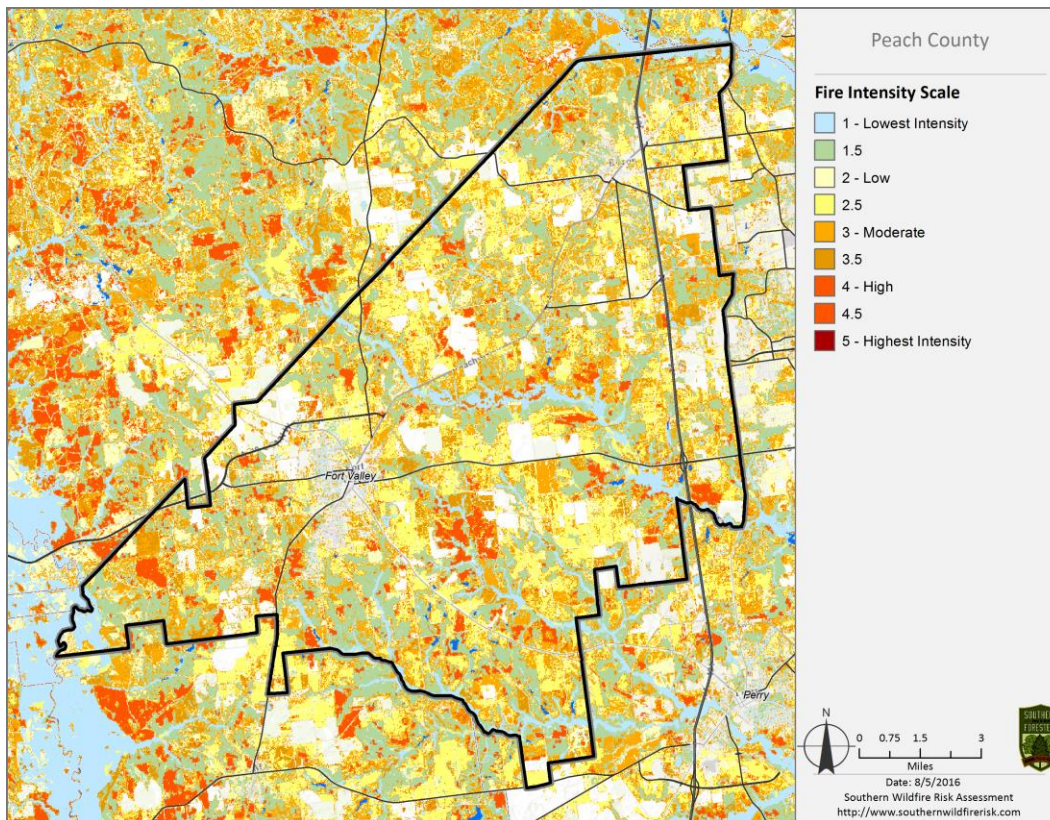 Peach County
Fire Intensity Scale
1 - Lowest Intensity
1.5
2 - Low
2.5
3 - Moderate
3.5
4 - High
4.5
5 - Highest Intensity
Fort Valley
Perry
N
0 0.75 1.5 3
Miles
Date: 8/5/2016
Southern Wildfire Risk Assessment
http://www.southernwildfirerisk.com